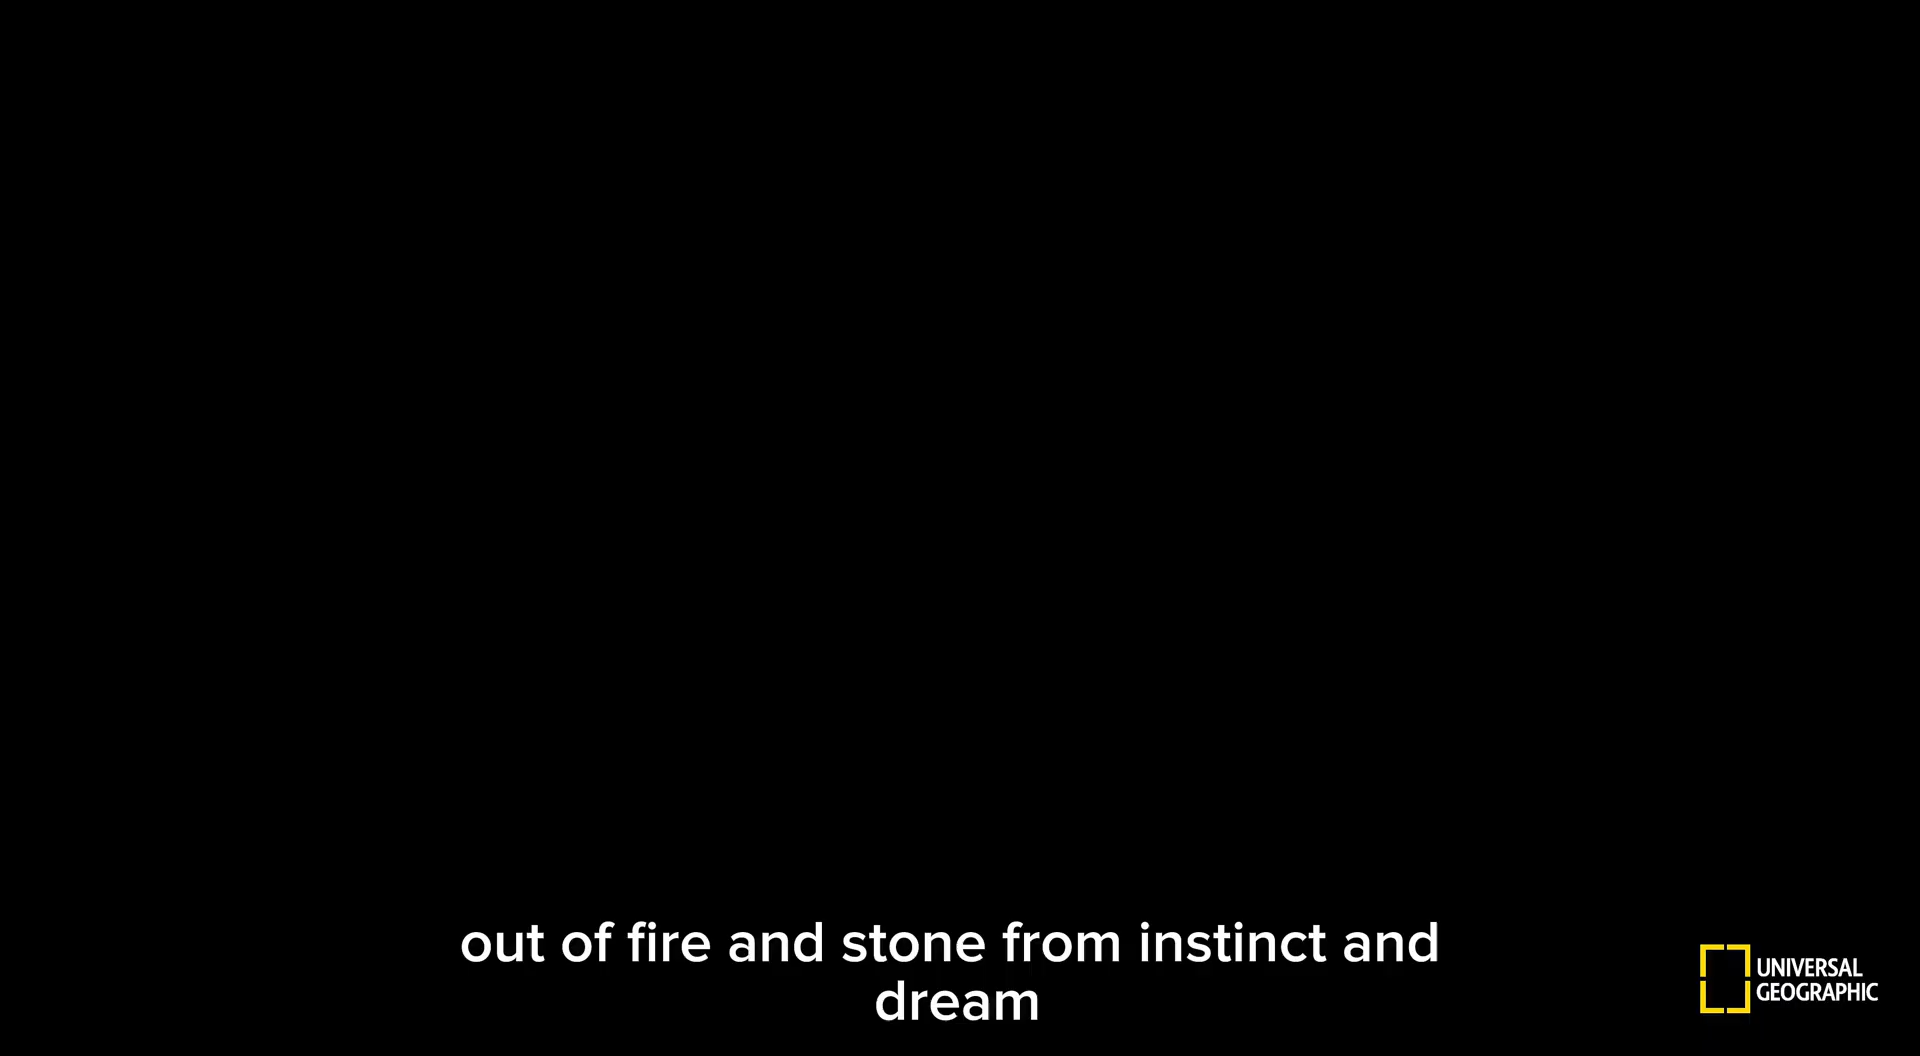 out of fire and stone from instinct and
dream
UNIVERSAL
GEOGRAPHIC